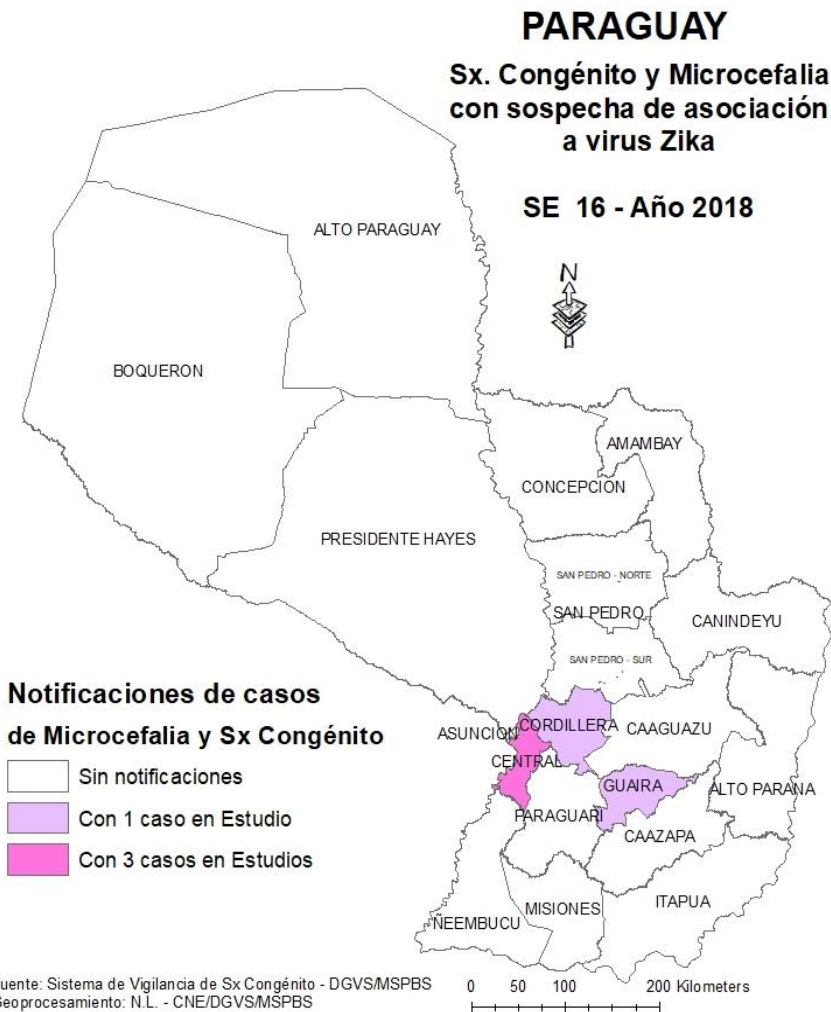 PARAGUAY
Sx. Congénito y Microcefalia
con sospecha de asociación
a virus Zika
SE 16 - Año 2018
N
ALTO PARAGUAY
BOQUERON
AMAMBAY
CONCEPCION
PRESIDENTE HAYES
SAN PEDRO - NORTE
SAN PEDRO
CANINDEYU
SAN PEDRO - SUR
Notificaciones de casos
de Microcefalia y Sx Congénito
Sin notificaciones
Con 1 caso en Estudio
Con 3 casos en Estudios
ASUNCION
CORDILLERA
CAAGUAZU
CENTRAL
GUAIRA
ALTO PARANA
PARAGUARI
CAAZAPA
ITAPUA
MISIONES
ÑEEMBUCU
uente: Sistema de Vigilancia de Sx Congénito - DGVS/MSPBS
Geoprocesamiento: N.L. - CNE/DGVS/MSPBS
0 50 100 200 Kilometers